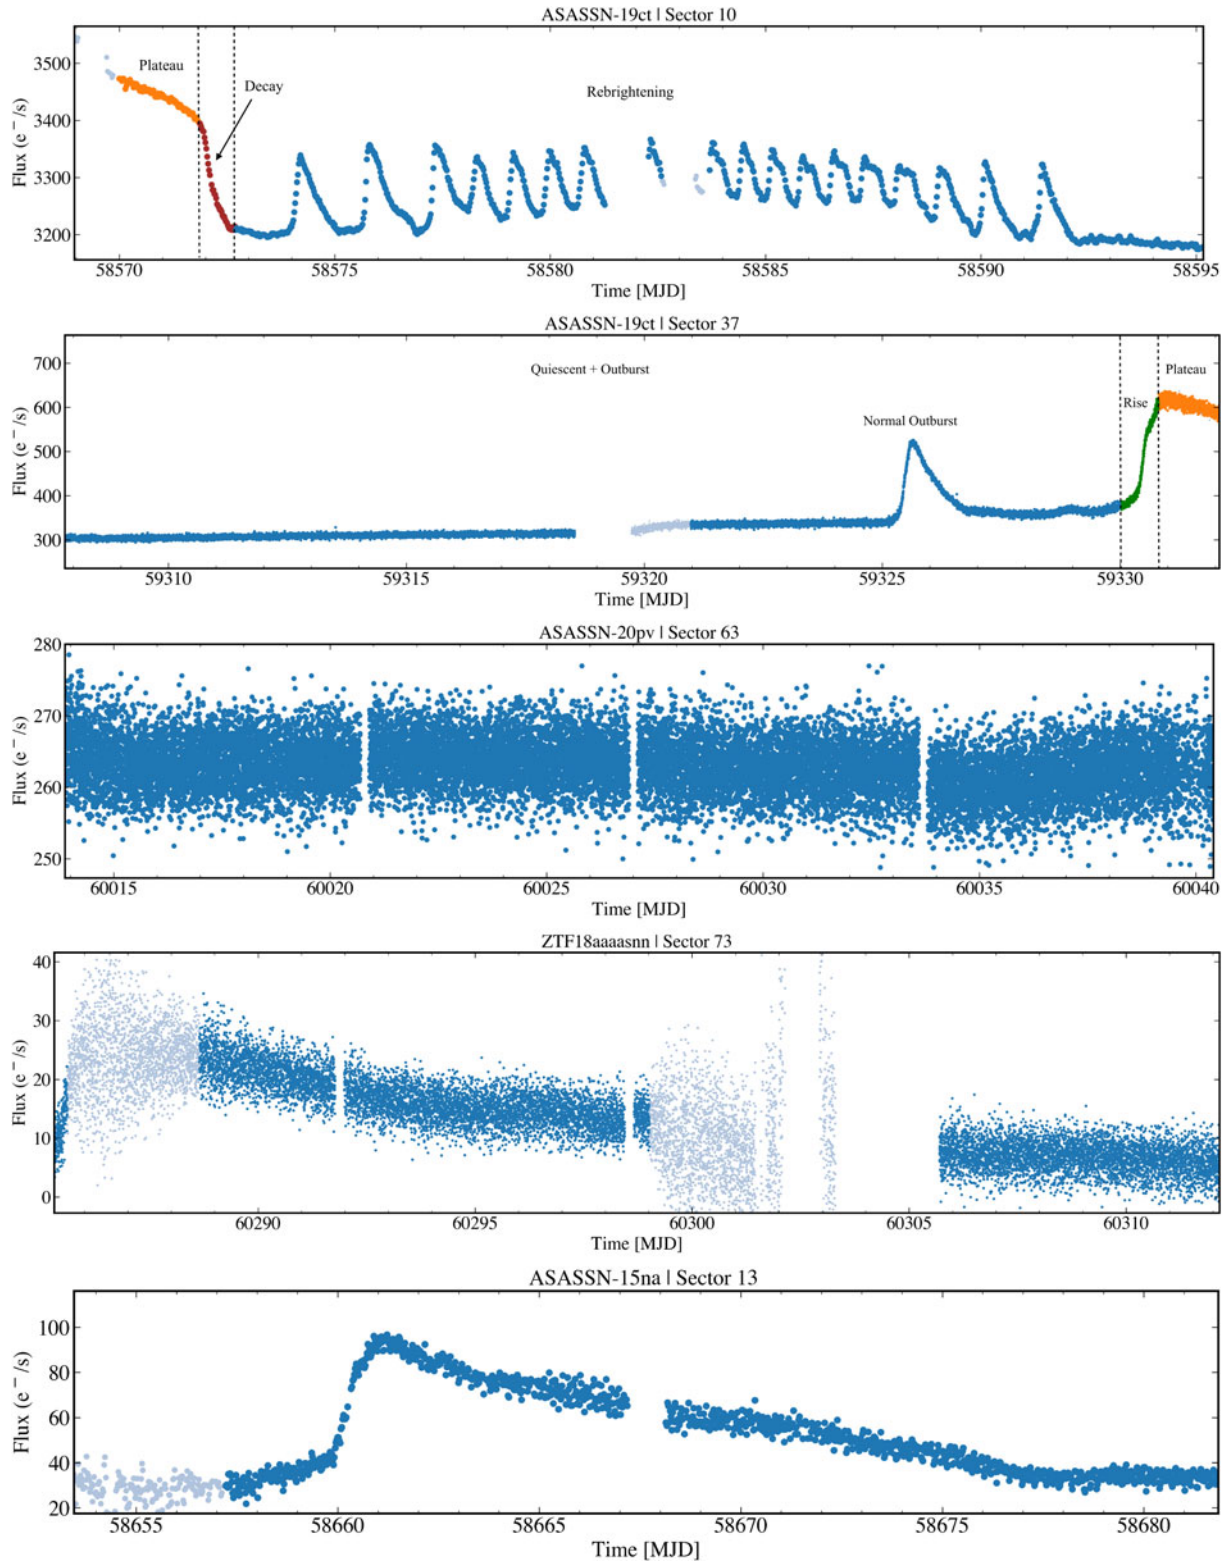 ASASSN-19ct | Sector 10
Plateau
Decay
Rebrightening
Flux (e⁻/s)
3500
3400
3300
3200
58570 58575 58580 58585 58590 58595
Time [MJD]
ASASSN-19ct | Sector 37
Quiescent + Outburst
Normal Outburst
Rise
Plateau
Flux (e⁻/s)
700
600
500
400
300
59310 59315 59320 59325 59330
Time [MJD]
ASASSN-20pv | Sector 63
Flux (e⁻/s)
280
270
260
250
60015 60020 60025 60030 60035 60040
Time [MJD]
ZTF18aaaasnn | Sector 73
Flux (e⁻/s)
40
30
20
10
0
60290 60295 60300 60305 60310
Time [MJD]
ASASSN-15na | Sector 13
Flux (e⁻/s)
100
80
60
40
20
58655 58660 58665 58670 58675 58680
Time [MJD]